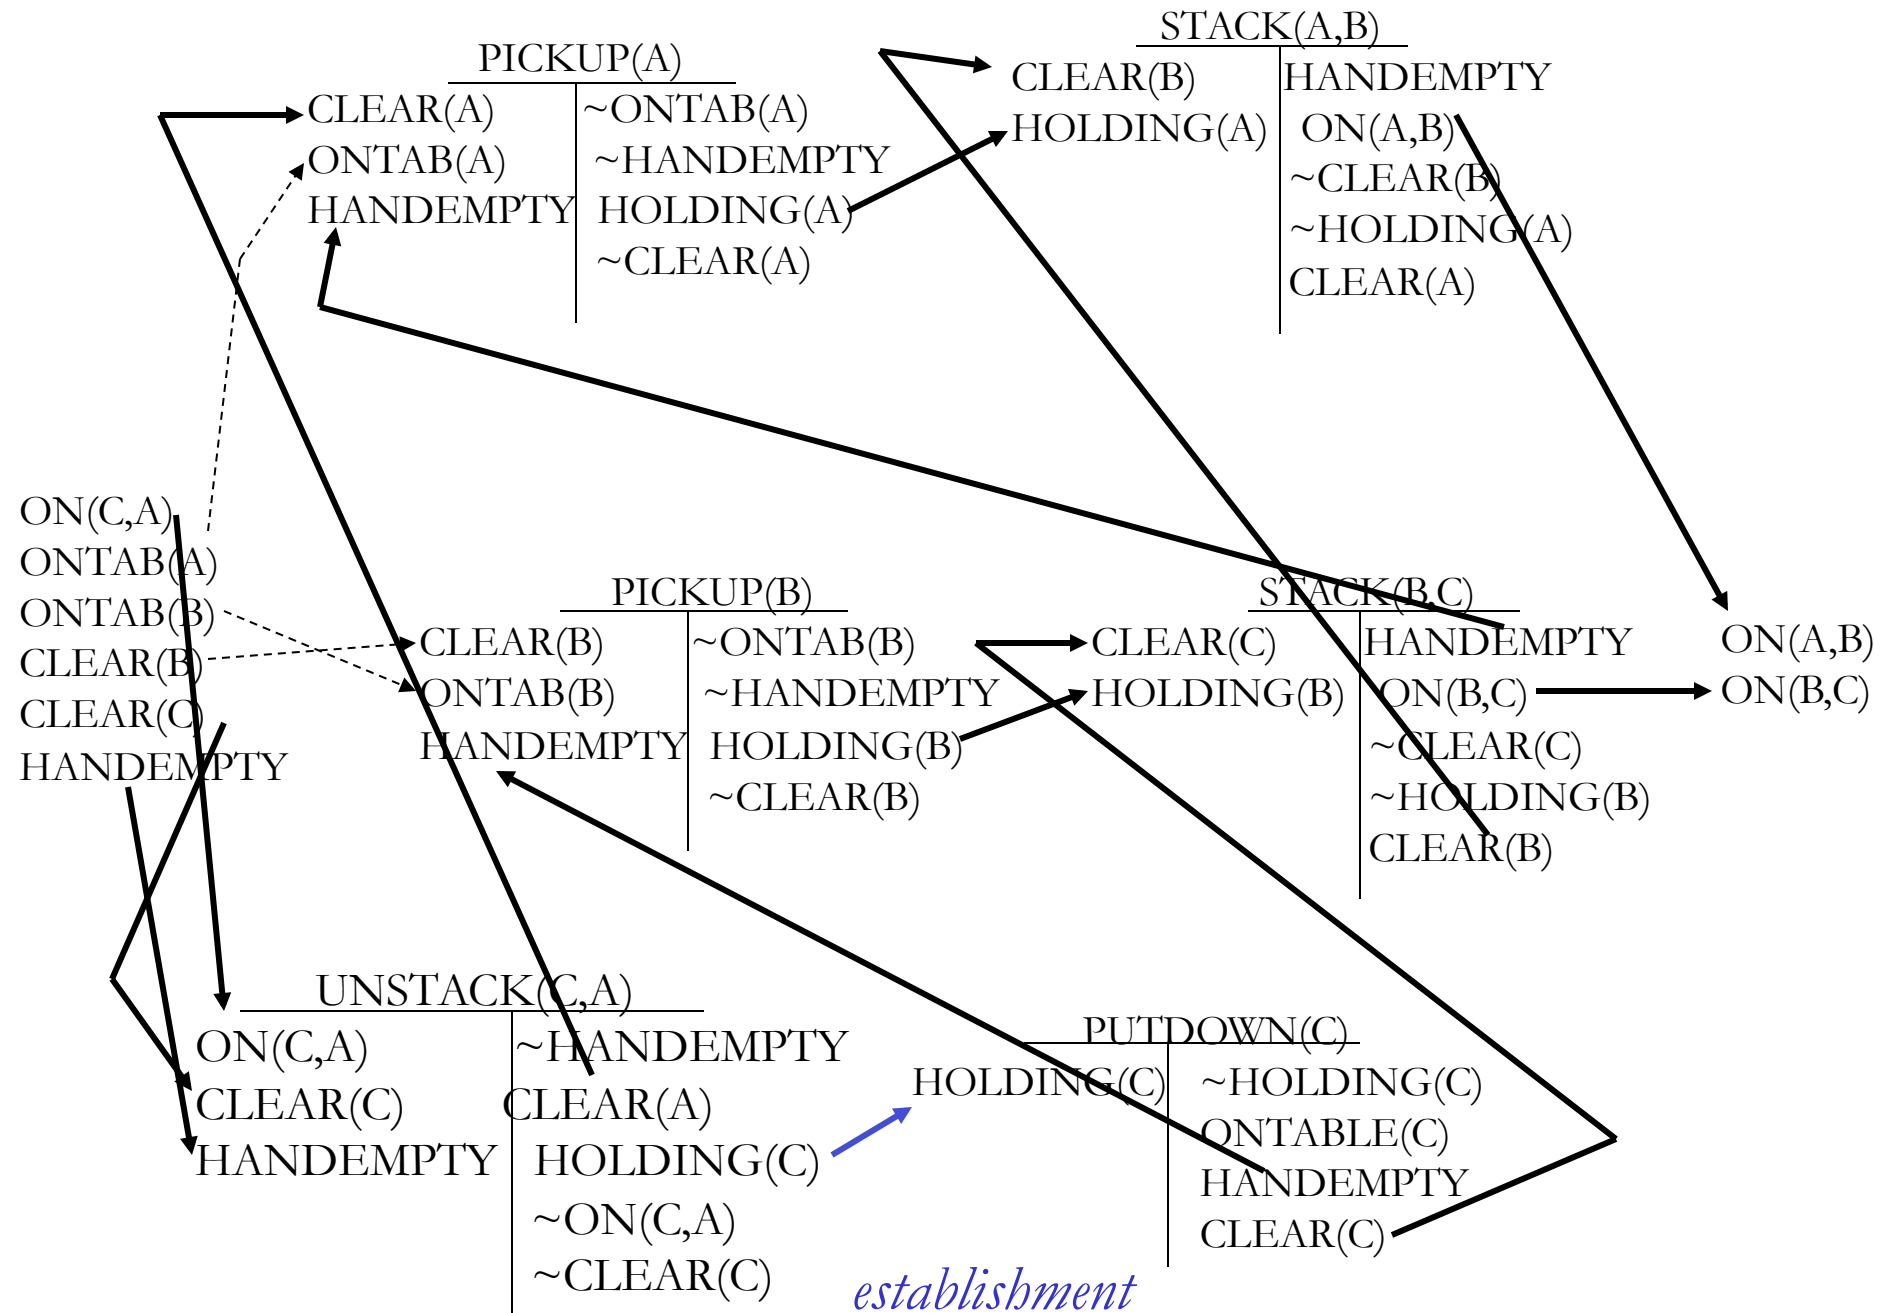 STACK(A,B)
CLEAR(B)
HOLDING(A)
HANDEMPTY
ON(A,B)
~CLEAR(B)
~HOLDING(A)
CLEAR(A)
PICKUP(A)
CLEAR(A)
ONTAB(A)
HANDEMPTY
~ONTAB(A)
~HANDEMPTY
HOLDING(A)
~CLEAR(A)
ON(C,A)
ONTAB(A)
ONTAB(B)
CLEAR(B)
CLEAR(C)
HANDEMPTY
PICKUP(B)
CLEAR(B)
ONTAB(B)
HANDEMPTY
~ONTAB(B)
~HANDEMPTY
HOLDING(B)
~CLEAR(B)
STACK(B,C)
CLEAR(C)
HOLDING(B)
HANDEMPTY
ON(B,C)
~CLEAR(C)
~HOLDING(B)
CLEAR(B)
ON(A,B)
ON(B,C)
UNSTACK(C,A)
ON(C,A)
CLEAR(C)
HANDEMPTY
~HANDEMPTY
CLEAR(A)
HOLDING(C)
~ON(C,A)
~CLEAR(C)
PUTDOWN(C)
HOLDING(C)
~HOLDING(C)
ONTABLE(C)
HANDEMPTY
CLEAR(C)
establishment